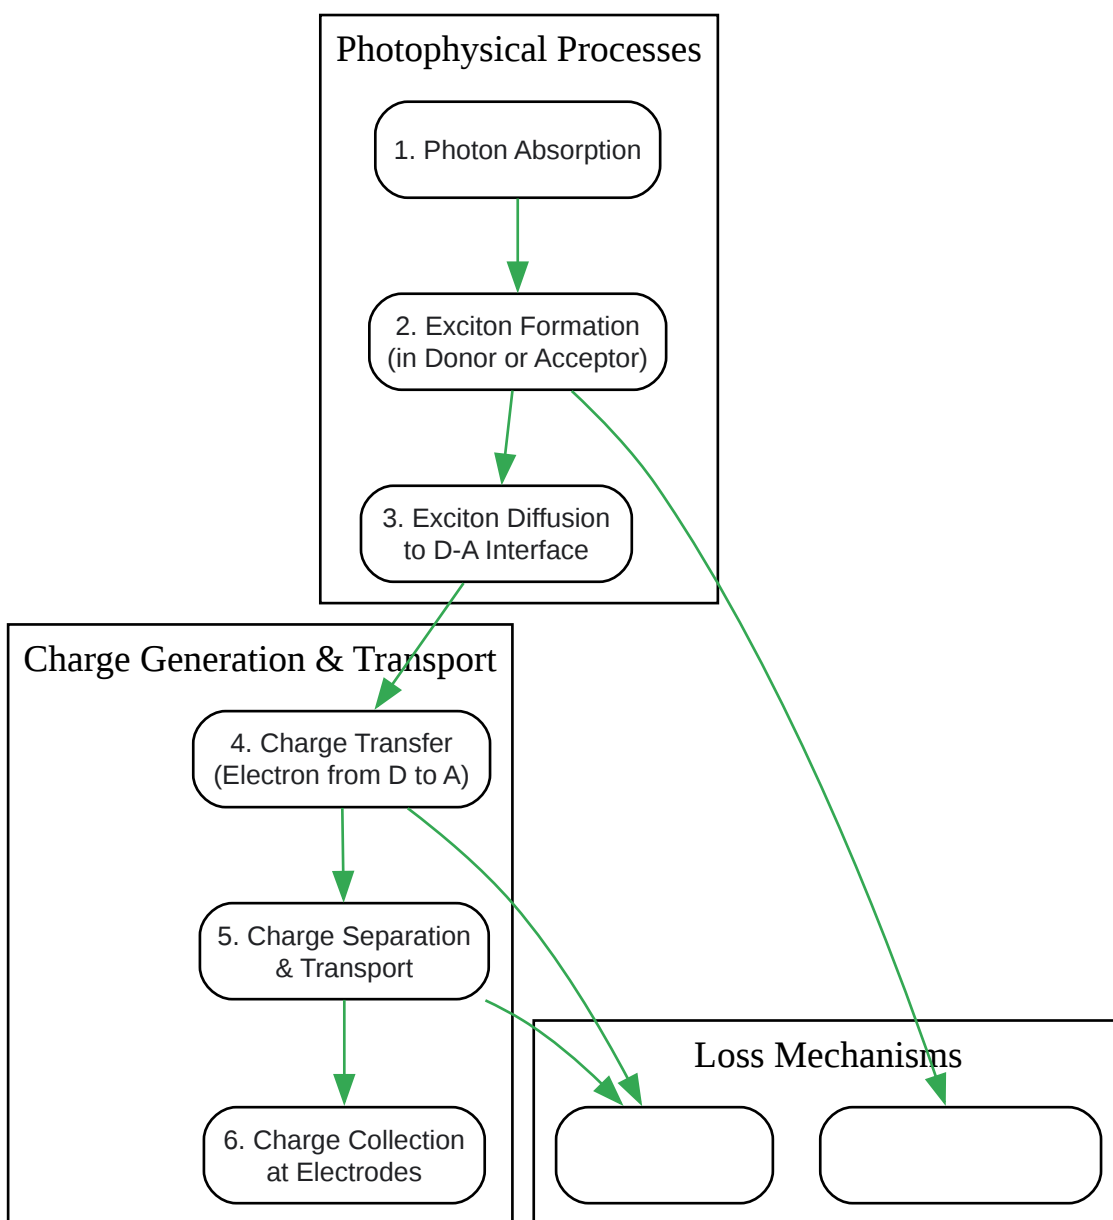 Photophysical Processes
1. Photon Absorption
2. Exciton Formation
(in Donor or Acceptor)
3. Exciton Diffusion
to D-A Interface
Charge Generation & Transport
4. Charge Transfer
(Electron from D to A)
5. Charge Separation
& Transport
6. Charge Collection
at Electrodes
Loss Mechanisms